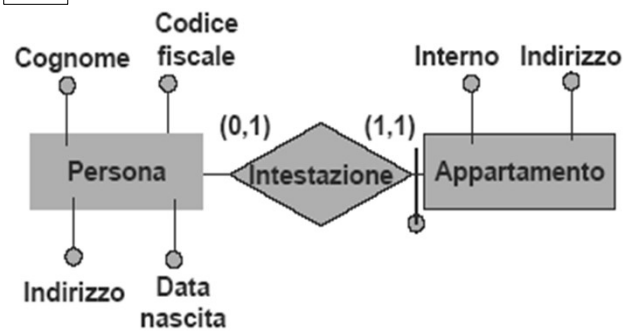 Codice
fiscale
Cognome
Interno
Indirizzo
(0,1)
(1,1)
Persona
Intestazione
Appartamento
Indirizzo
Data
nascita